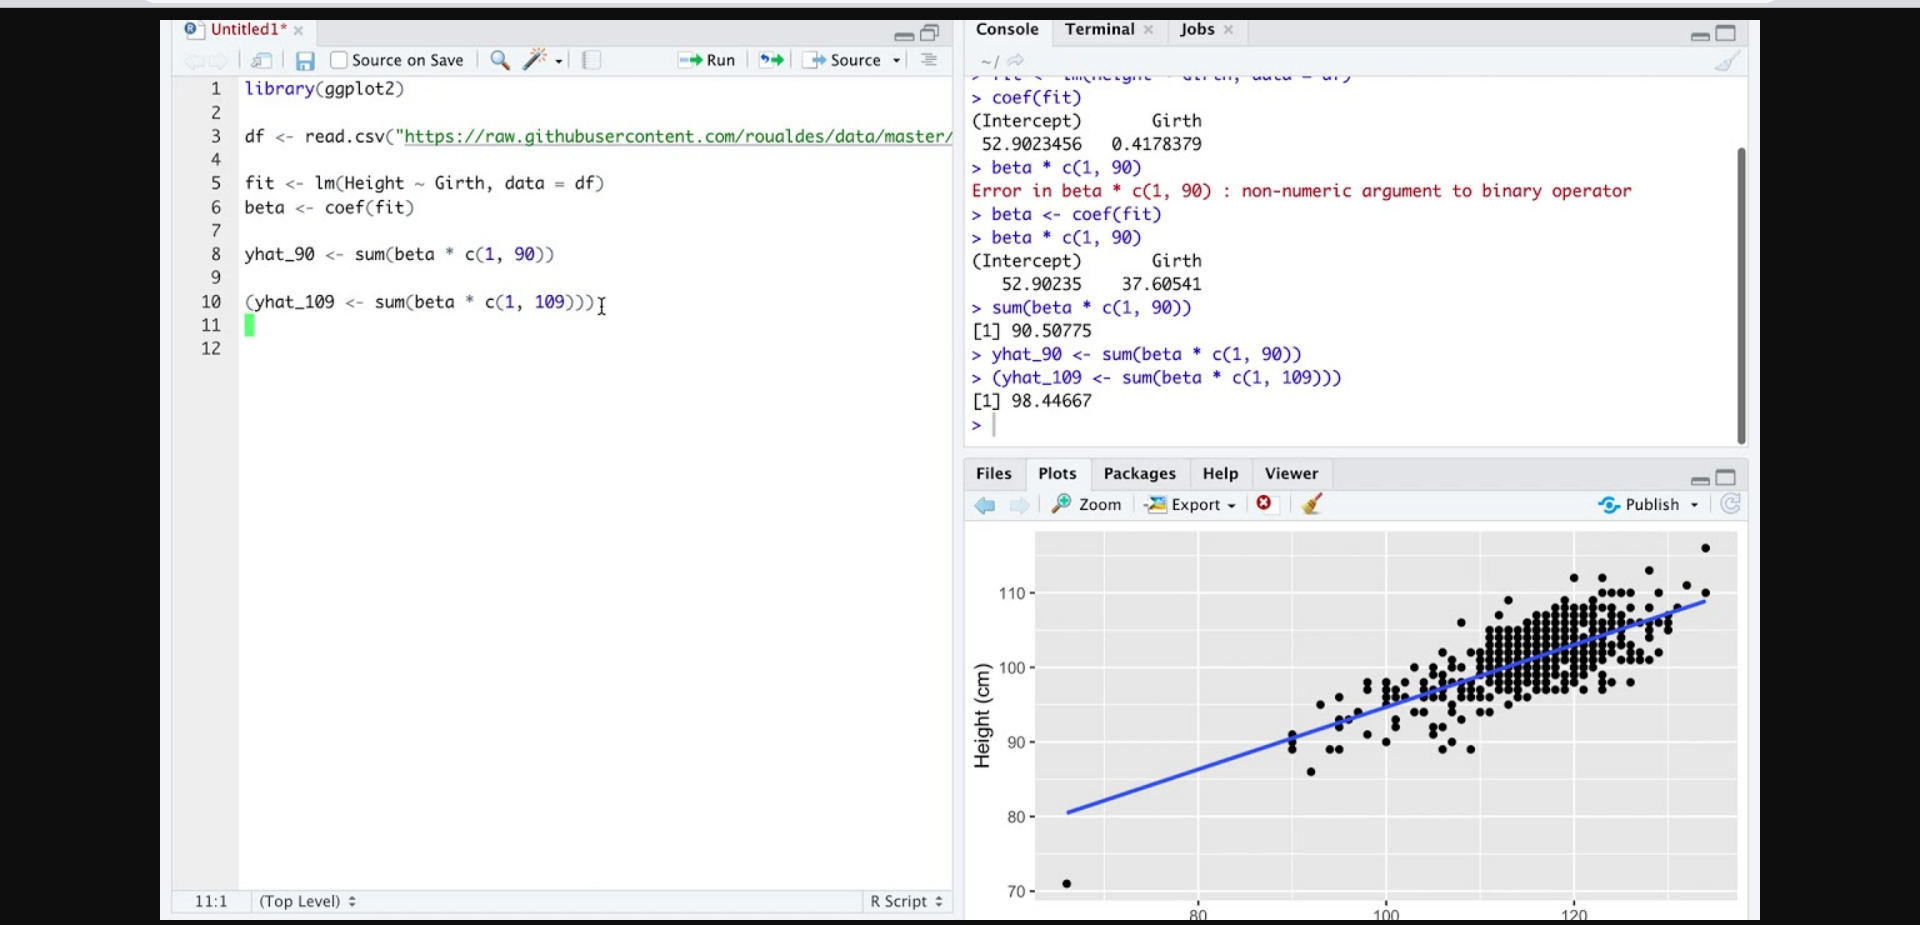 Untitled1*
Source on Save
Run
Source
1 library(ggplot2)
2
3 df <- read.csv("https://raw.githubusercontent.com/roualdes/data/master/
4
5 fit <- lm(Height ~ Girth, data = df)
6 beta <- coef(fit)
7
8 yhat_90 <- sum(beta * c(1, 90))
9
10 (yhat_109 <- sum(beta * c(1, 109)))
11
12
11:1 (Top Level) R Script
Console Terminal Jobs
~/
> fit <- lm(Height ~ Girth, data = df)
> coef(fit)
(Intercept) Girth
52.9023456 0.4178379
> beta * c(1, 90)
Error in beta * c(1, 90) : non-numeric argument to binary operator
> beta <- coef(fit)
> beta * c(1, 90)
(Intercept) Girth
52.90235 37.60541
> sum(beta * c(1, 90))
[1] 90.50775
> yhat_90 <- sum(beta * c(1, 90))
> (yhat_109 <- sum(beta * c(1, 109)))
[1] 98.44667
>
Files Plots Packages Help Viewer
Zoom Export Publish
110
100
90
80
70
Height (cm)
80 100 120